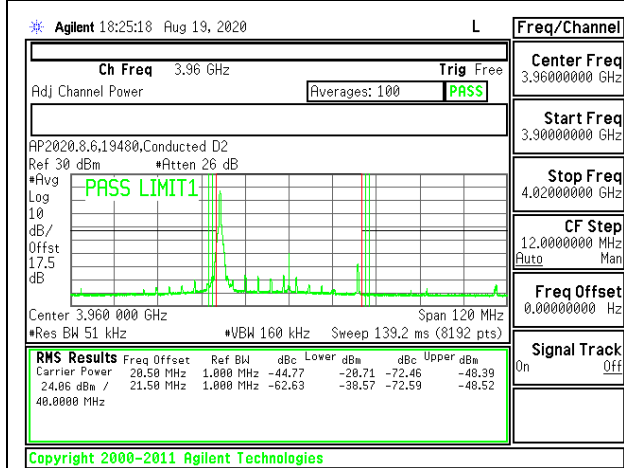 Agilent 18:25:18 Aug 19, 2020 L
Ch Freq 3.96 GHz Trig Free
Adj Channel Power Averages: 100 PASS
AP2020.8.6,19480,Conducted D2
Ref 30 dBm #Atten 26 dB
#Avg
Log
10
dB/
Offst
17.5
dB
PASS LIMIT1
Center 3.960 000 GHz Span 120 MHz
#Res BW 51 kHz #VBW 160 kHz Sweep 139.2 ms (8192 pts)
RMS Results Freq Offset Ref BW dBc Lower dBm dBc Upper dBm
Carrier Power 20.50 MHz 1.000 MHz -44.77 -20.71 -72.46 -48.39
24.06 dBm / 21.50 MHz 1.000 MHz -62.63 -38.57 -72.59 -48.52
40.0000 MHz
Copyright 2000-2011 Agilent Technologies
Freq/Channel
Center Freq
3.96000000 GHz
Start Freq
3.90000000 GHz
Stop Freq
4.02000000 GHz
CF Step
12.0000000 MHz
Auto Man
Freq Offset
0.00000000 Hz
Signal Track
On Off